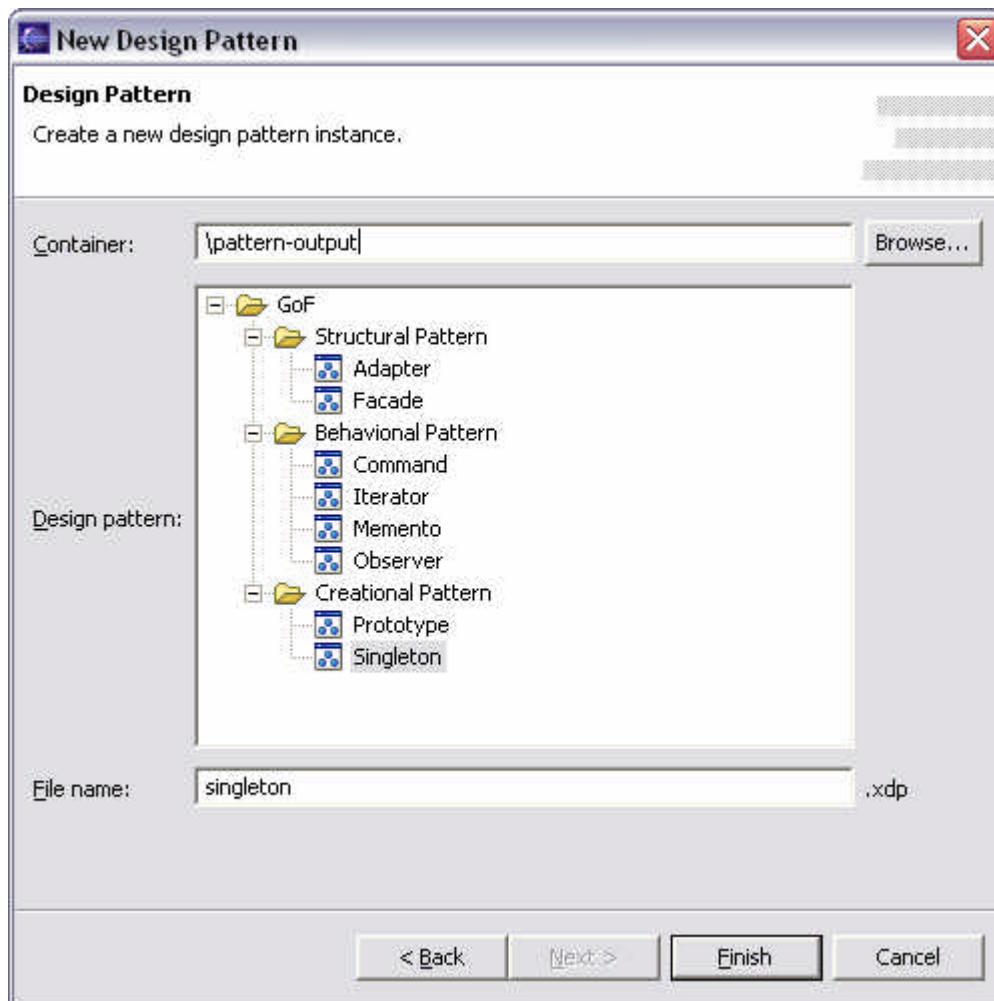 New Design Pattern
Design Pattern
Create a new design pattern instance.
Container: \pattern-output Browse...
GoF
Structural Pattern
Adapter
Facade
Behavional Pattern
Command
Iterator
Memento
Observer
Creational Pattern
Prototype
Singleton
Design pattern:
File name: singleton .xdp
< Back Next > Finish Cancel